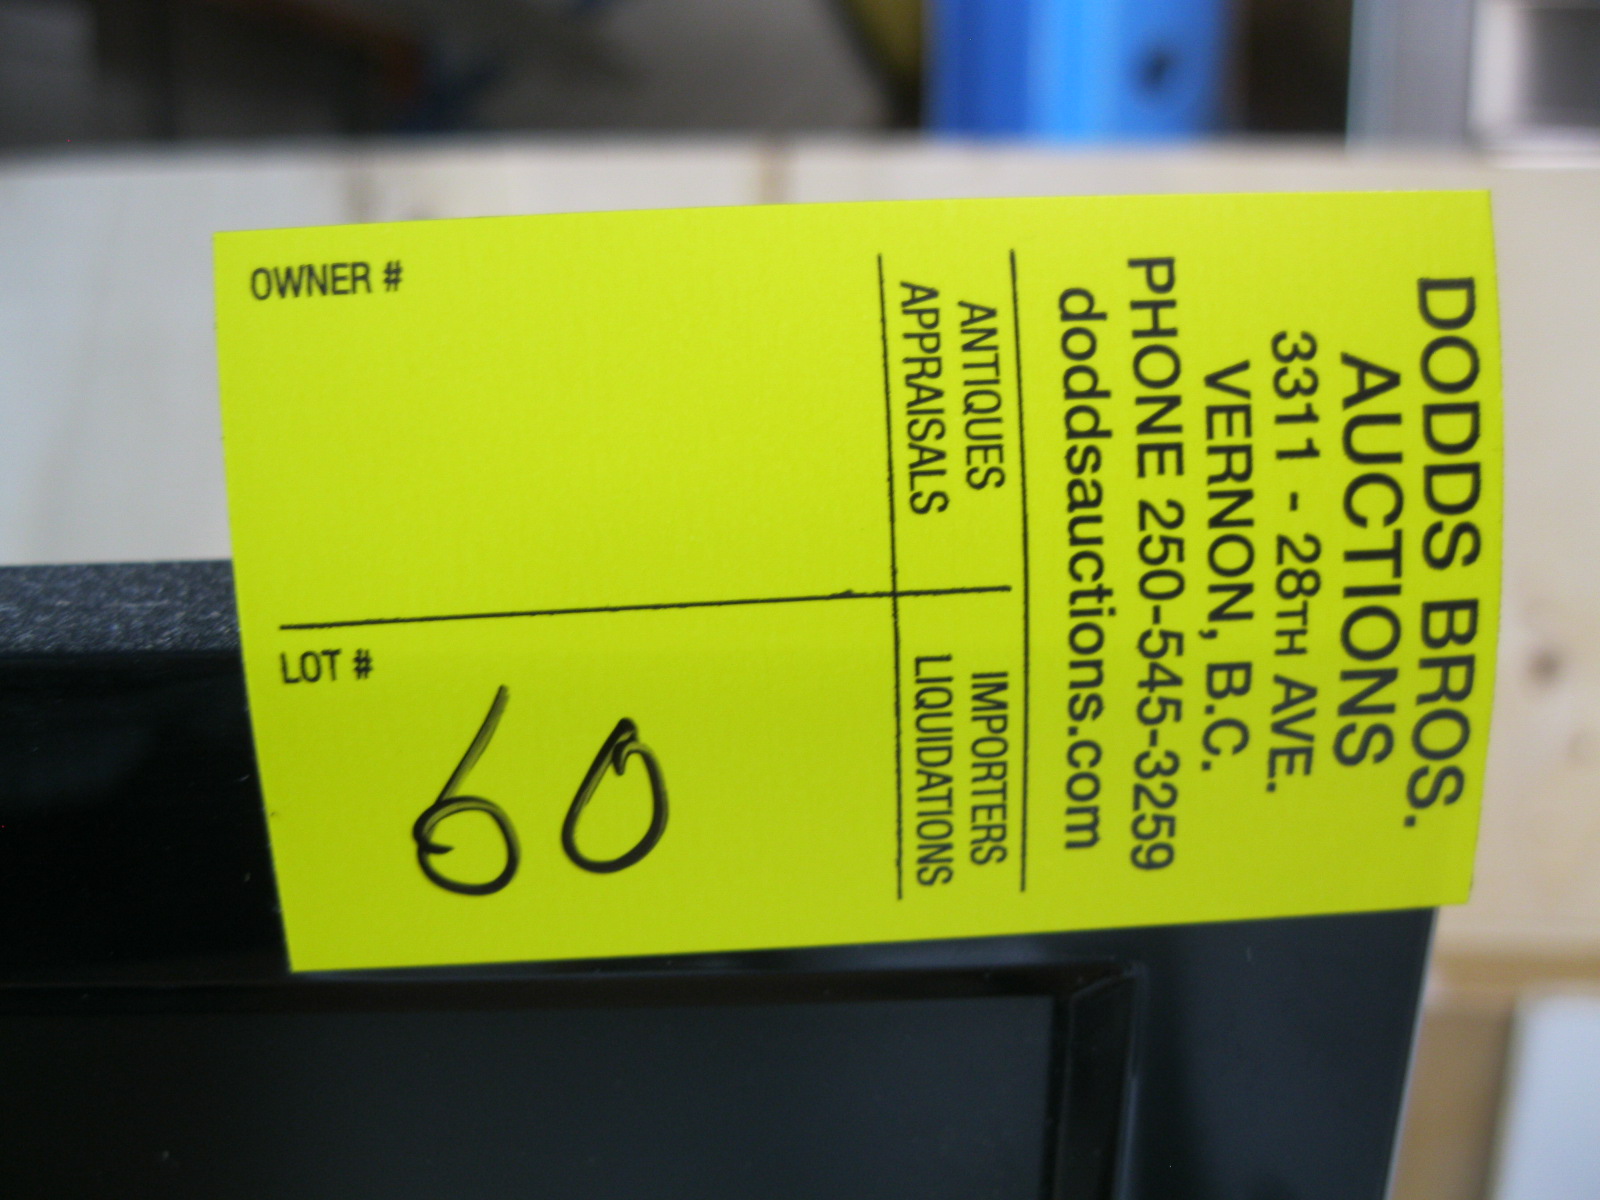 DODDS BROS.
AUCTIONS
3311 - 28TH AVE.
VERNON, B.C.
PHONE 250-545-3259
doddsauctions.com
ANTIQUES IMPORTERS
APPRAISALS LIQUIDATIONS
OWNER #
LOT #
60